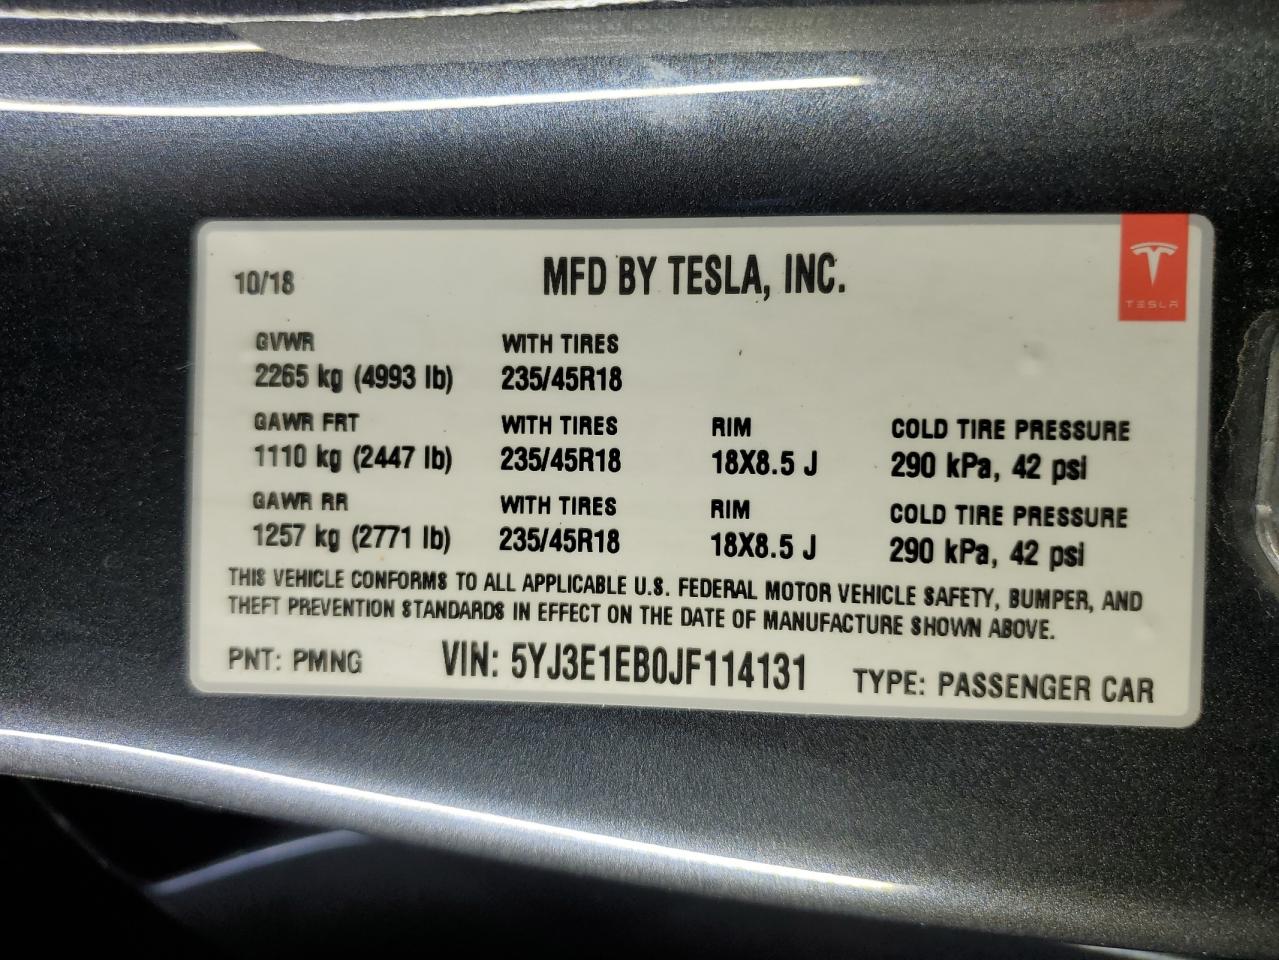 10/18 MFD BY TESLA, INC.
TESLA
GVWR WITH TIRES
2265 kg (4993 lb) 235/45R18
GAWR FRT WITH TIRES RIM COLD TIRE PRESSURE
1110 kg (2447 lb) 235/45R18 18X8.5 J 290 kPa, 42 psi
GAWR RR WITH TIRES RIM COLD TIRE PRESSURE
1257 kg (2771 lb) 235/45R18 18X8.5 J 290 kPa, 42 psi
THIS VEHICLE CONFORMS TO ALL APPLICABLE U.S. FEDERAL MOTOR VEHICLE SAFETY, BUMPER, AND
THEFT PREVENTION STANDARDS IN EFFECT ON THE DATE OF MANUFACTURE SHOWN ABOVE.
PNT: PMNG VIN: 5YJ3E1EB0JF114131 TYPE: PASSENGER CAR